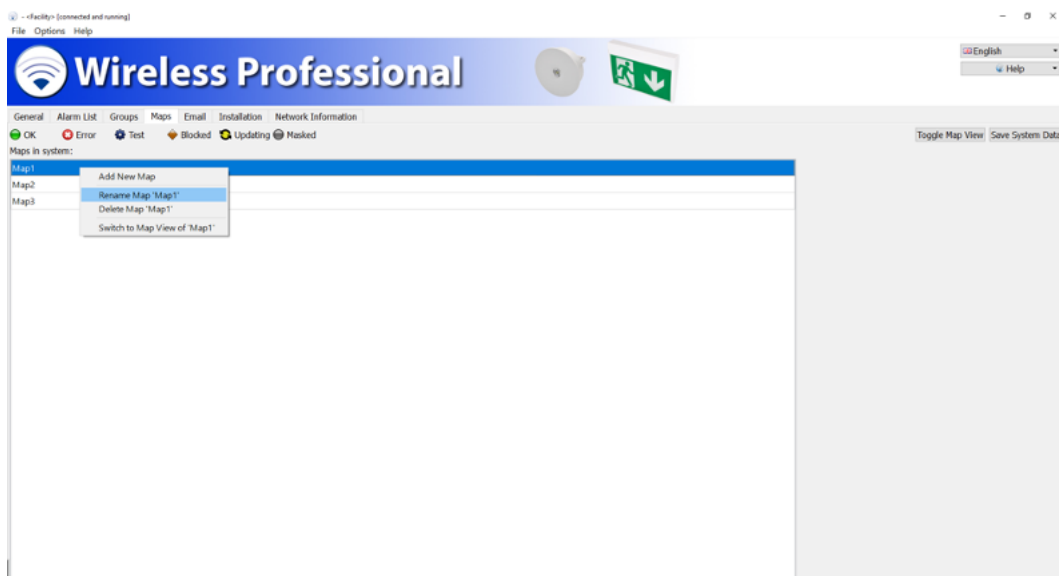 - <Facility> [connected and running]
File Options Help
Wireless Professional
English
Help
General Alarm List Groups Maps Email Installation Network Information
OK Error Test Blocked Updating Masked
Toggle Map View Save System Data
Maps in system:
Map1
Map2
Map3
Add New Map
Rename Map 'Map1'
Delete Map 'Map1'
Switch to Map View of 'Map1'